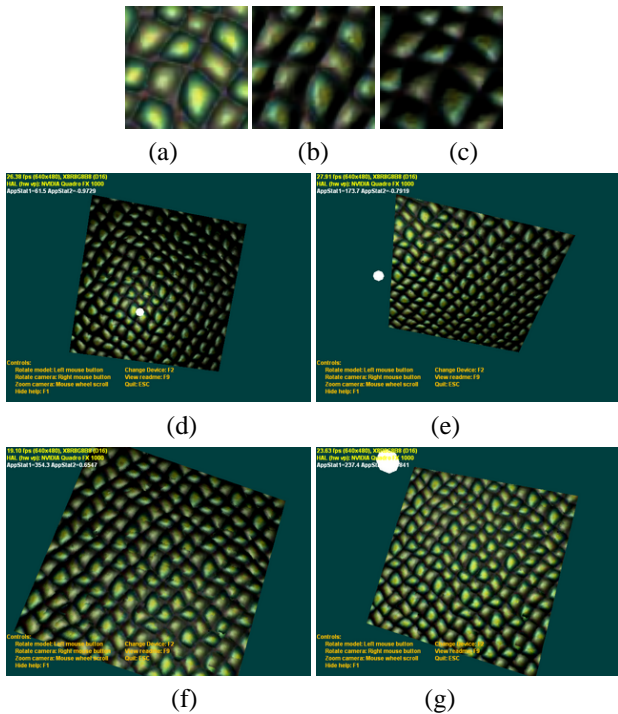 (a)
(b)
(c)
26.38 fps (640x480), X8R8G8B8 (D16)
HAL (hw vp): NVIDIA Quadro FX 1000
AppStat1=61.5 AppStat2=-0.9729
Controls:
Rotate model: Left mouse button
Rotate camera: Right mouse button
Zoom camera: Mouse wheel scroll
Hide help: F1
Change Device: F2
View readme: F9
Quit: ESC
27.91 fps (640x480), X8R8G8B8 (D16)
HAL (hw vp): NVIDIA Quadro FX 1000
AppStat1=173.7 AppStat2=-0.7919
Controls:
Rotate model: Left mouse button
Rotate camera: Right mouse button
Zoom camera: Mouse wheel scroll
Hide help: F1
Change Device: F2
View readme: F9
Quit: ESC
(d)
(e)
19.10 fps (640x480), X8R8G8B8 (D16)
HAL (hw vp): NVIDIA Quadro FX 1000
AppStat1=354.3 AppStat2=-0.6547
Controls:
Rotate model: Left mouse button
Rotate camera: Right mouse button
Zoom camera: Mouse wheel scroll
Hide help: F1
Change Device: F2
View readme: F9
Quit: ESC
23.63 fps (640x480), X8R8G8B8 (D16)
HAL (hw vp): NVIDIA Quadro FX 1000
AppStat1=237.4
Controls:
Rotate model: Left mouse button
Rotate camera: Right mouse button
Zoom camera: Mouse wheel scroll
Hide help: F1
Change Device:
View readme: F9
Quit: ESC
(f)
(g)